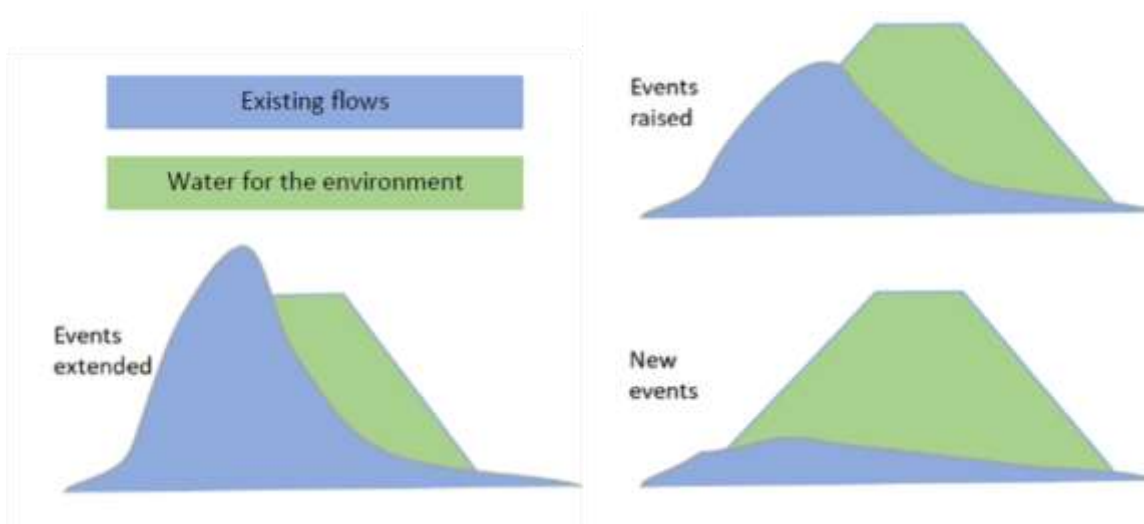 Existing flows
Water for the environment
Events
extended
Events
raised
New
events